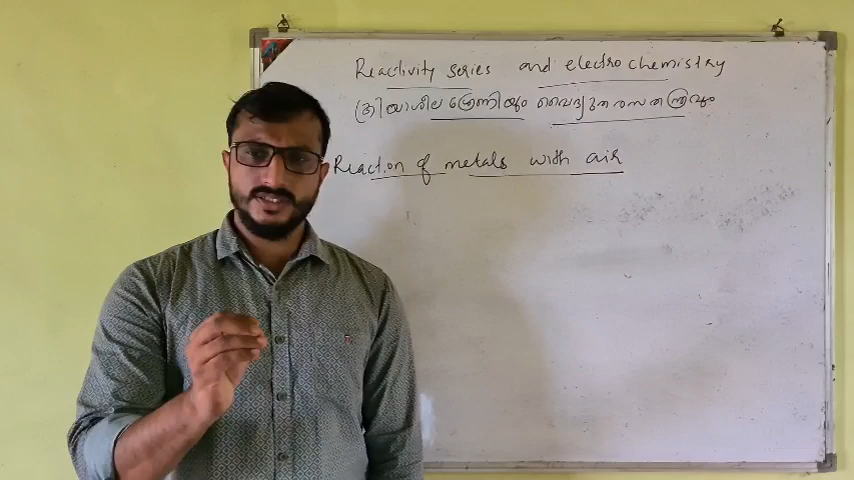 Reactivity series and electrochemistry
ക്രിയാശീല ശ്രേണിയും വൈദ്യുതരസതന്ത്രവും
Reaction of metals with air